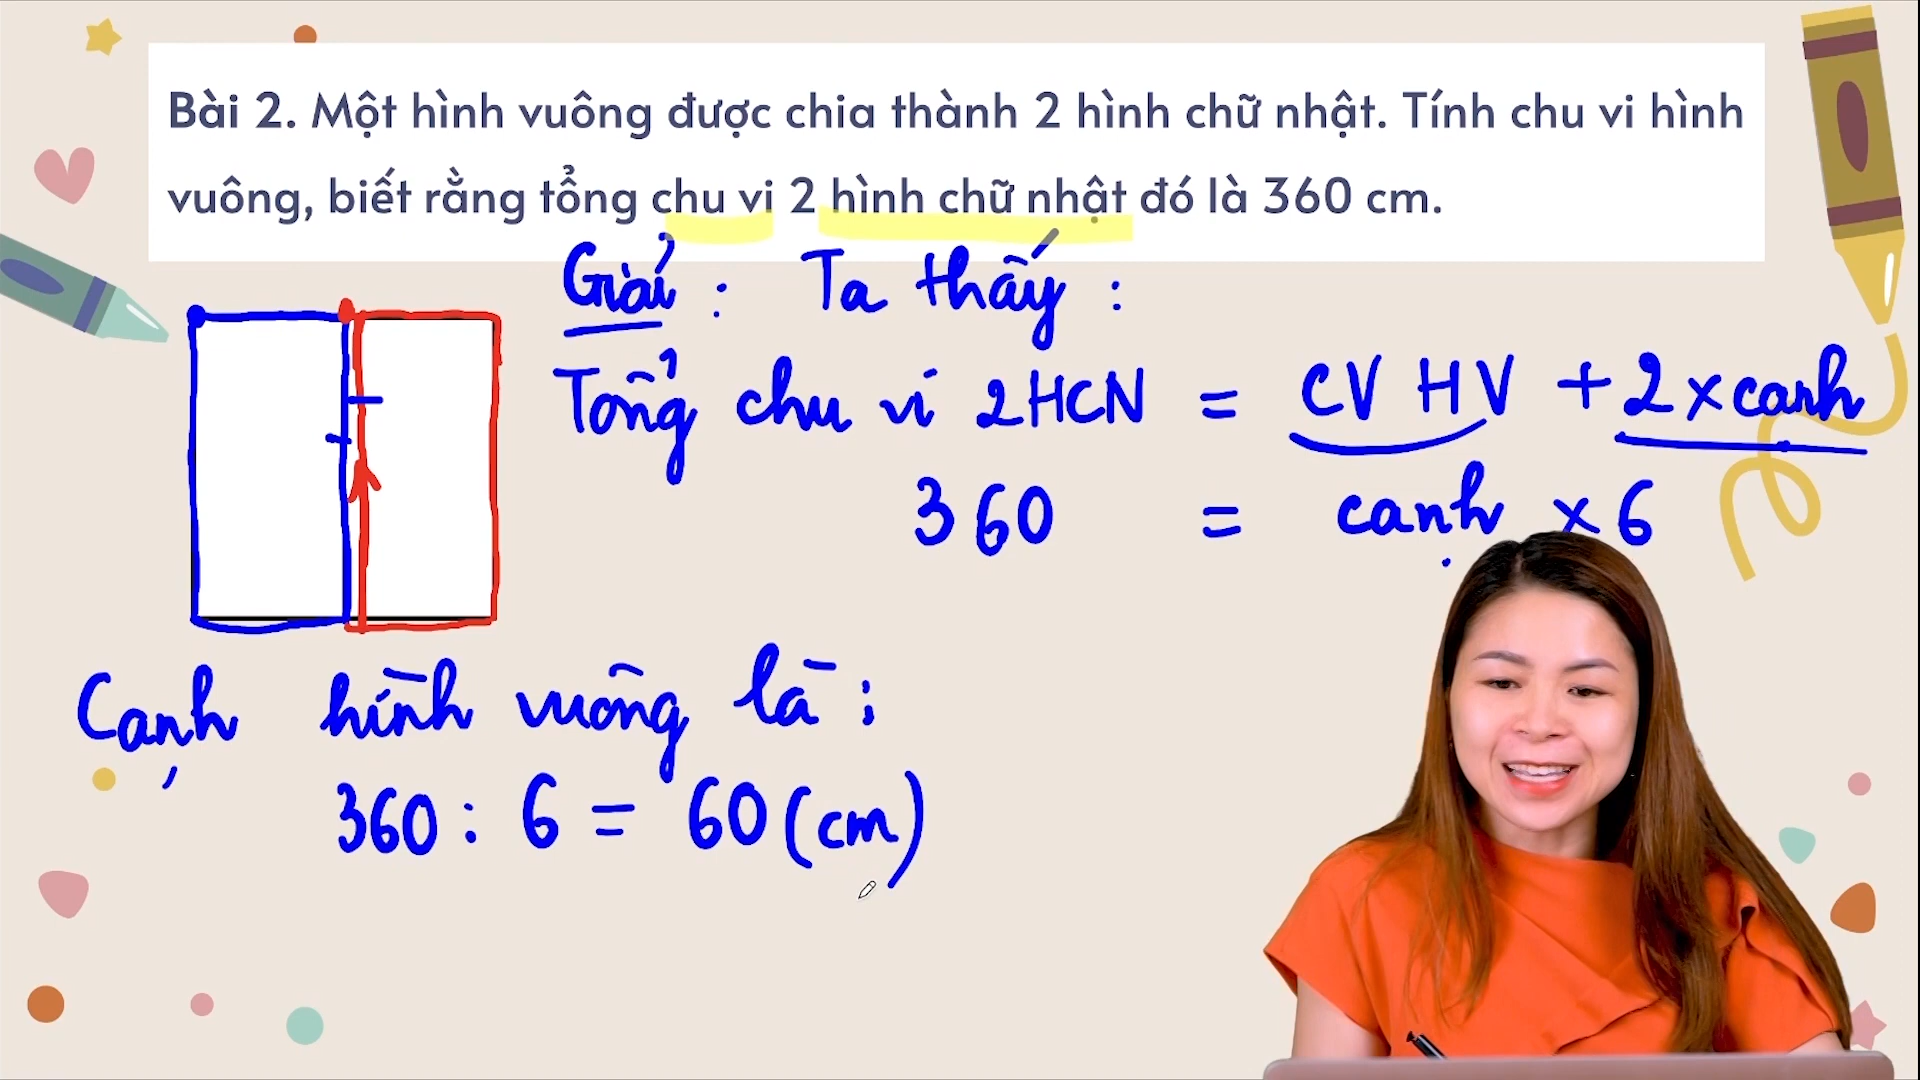 Bài 2. Một hình vuông được chia thành 2 hình chữ nhật. Tính chu vi hình
vuông, biết rằng tổng chu vi 2 hình chữ nhật đó là 360 cm.
Giải : Ta thấy :
Tổng chu vi 2HCN = CV HV + 2 x cạnh
360 = cạnh x 6
Cạnh hình vuông là :
360 : 6 = 60 (cm)